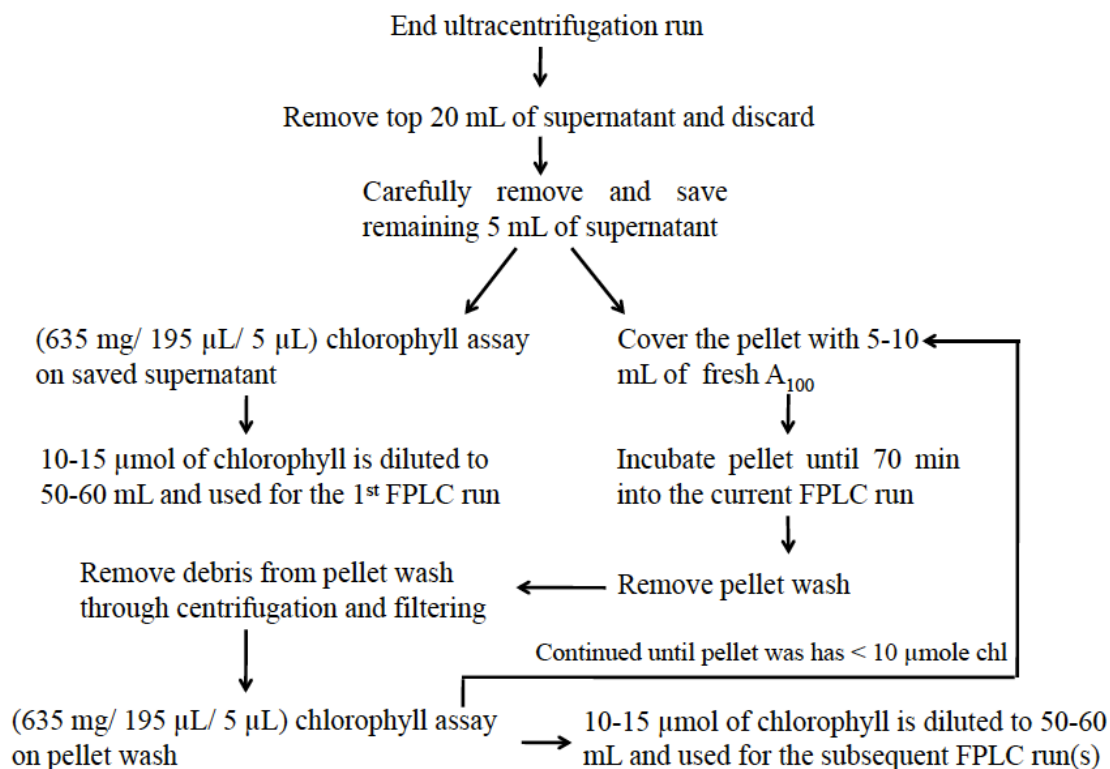 End ultracentrifugation run
Remove top 20 mL of supernatant and discard
Carefully remove and save
remaining 5 mL of supernatant
(635 mg/ 195 µL/ 5 µL) chlorophyll assay
on saved supernatant
Cover the pellet with 5-10
mL of fresh A₁₀₀
10-15 µmol of chlorophyll is diluted to
50-60 mL and used for the 1ˢᵗ FPLC run
Incubate pellet until 70 min
into the current FPLC run
Remove debris from pellet wash
through centrifugation and filtering
Remove pellet wash
Continued until pellet was has < 10 µmole chl
(635 mg/ 195 µL/ 5 µL) chlorophyll assay
on pellet wash
10-15 µmol of chlorophyll is diluted to 50-60
mL and used for the subsequent FPLC run(s)